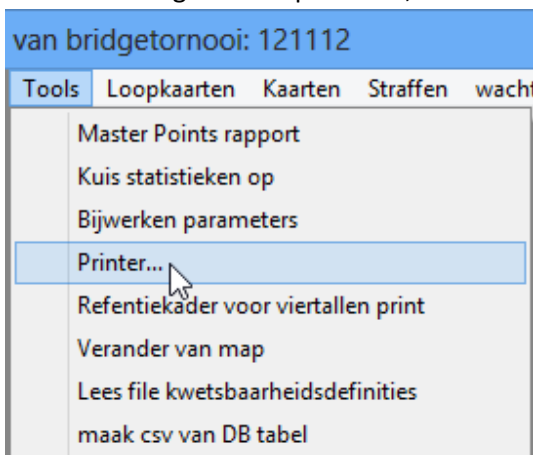 van bridgetornooi: 121112
Tools Loopkaarten Kaarten Straffen
Master Points rapport
Kuis statistieken op
Bijwerken parameters
Printer...
Refentiekader voor viertallen print
Verander van map
Lees file kwetsbaarheidsdefinities
maak csv van DB tabel